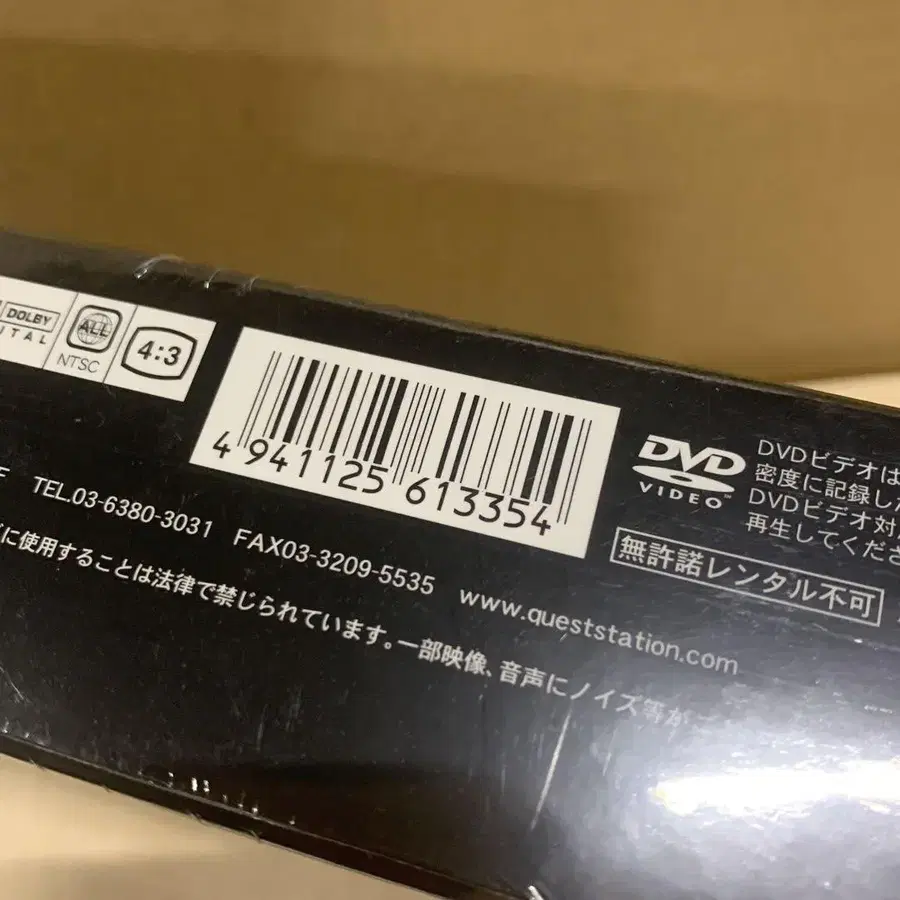 DOLBY
ITAL
ALL
NTSC
4:3
4 941125 613354
DVD
VIDEO
DVDビデオは
密度に記録した
DVDビデオ対
再生してくださ
無許諾レンタル不可
TEL.03-6380-3031 FAX03-3209-5535 www.queststation.com
に使用することは法律で禁じられています。一部映像、音声にノイズ等が